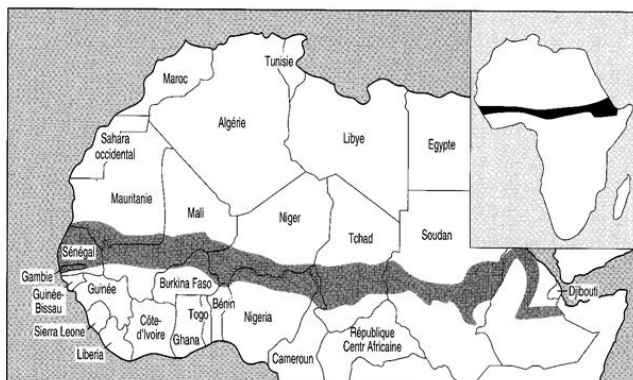 Tunisie
Maroc
Algérie
Libye
Egypte
Sahara
occidental
Mauritanie
Mali
Niger
Tchad
Soudan
Sénégal
Gambie
Guinée-
Bissau
Guinée
Burkina Faso
Bénin
Togo
Nigeria
Djibouti
Sierra Leone
Côte-
d'Ivoire
Ghana
Liberia
Cameroun
République
Centr Africaine